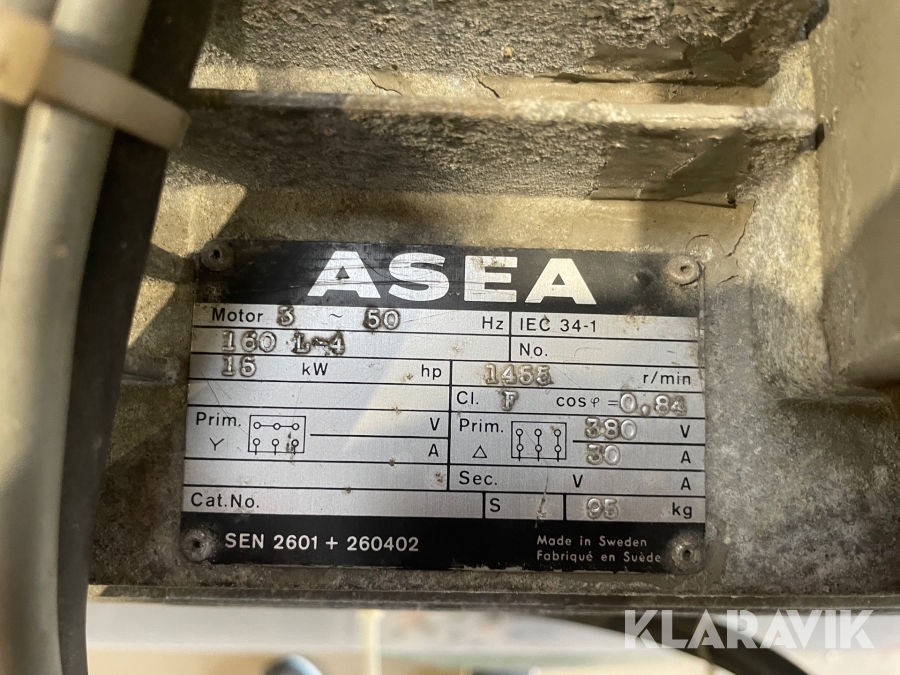 ASEA
Motor 3 ~ 50 Hz IEC 34-1
160 L-4 No.
15 kW hp 1455 r/min
Cl. F cosφ = 0,84
Prim. V Prim. 380 V
Y A △ 30 A
Sec. V A
Cat.No. S 95 kg
SEN 2601 + 260402 Made in Sweden
Fabriqué en Suède
KLARAVIK